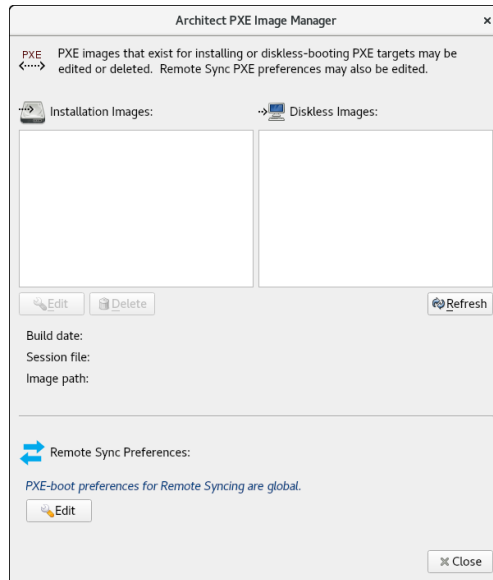 Architect PXE Image Manager
×
PXE
PXE images that exist for installing or diskless-booting PXE targets may be
edited or deleted. Remote Sync PXE preferences may also be edited.
Installation Images:
Diskless Images:
Edit
Delete
Refresh
Build date:
Session file:
Image path:
Remote Sync Preferences:
PXE-boot preferences for Remote Syncing are global.
Edit
Close